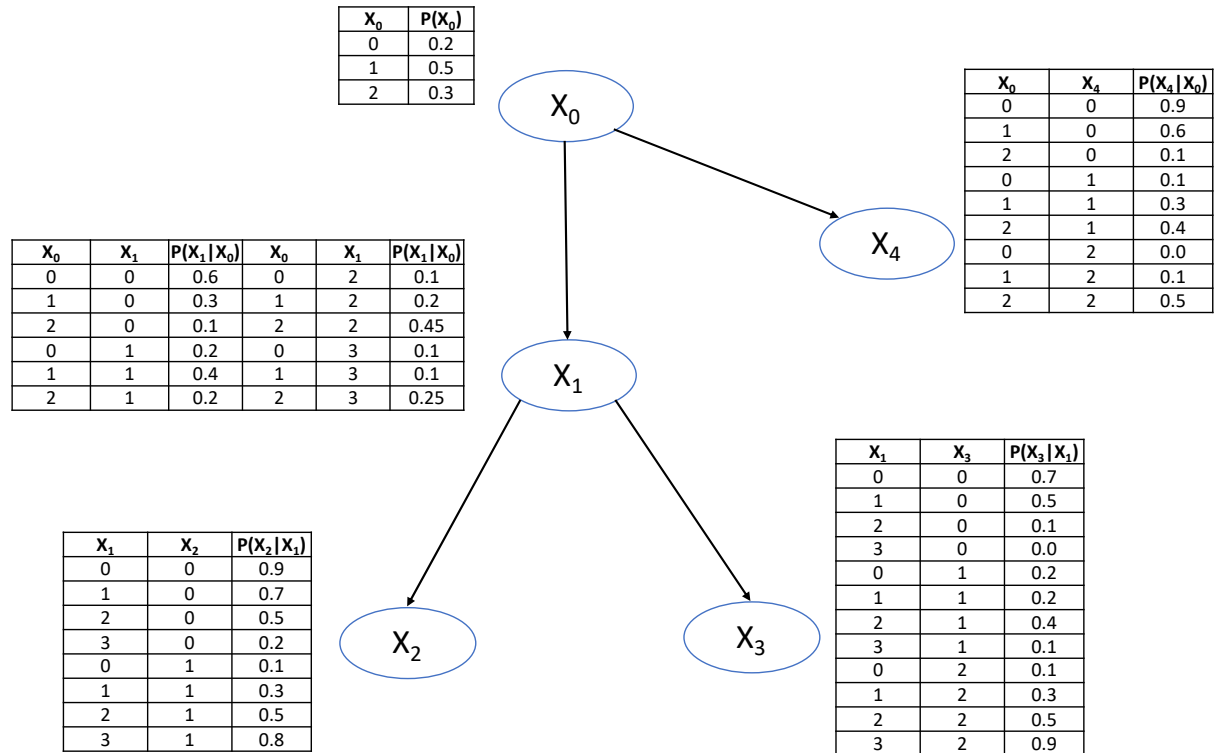 X₀ P(X₀)
0 0.2
1 0.5
2 0.3
X₀
X₀ X₄ P(X₄|X₀)
0 0 0.9
1 0 0.6
2 0 0.1
0 1 0.1
1 1 0.3
2 1 0.4
0 2 0.0
1 2 0.1
2 2 0.5
X₄
X₀ X₁ P(X₁|X₀) X₀ X₁ P(X₁|X₀)
0 0 0.6 0 2 0.1
1 0 0.3 1 2 0.2
2 0 0.1 2 2 0.45
0 1 0.2 0 3 0.1
1 1 0.4 1 3 0.1
2 1 0.2 2 3 0.25
X₁
X₁ X₂ P(X₂|X₁)
0 0 0.9
1 0 0.7
2 0 0.5
3 0 0.2
0 1 0.1
1 1 0.3
2 1 0.5
3 1 0.8
X₂
X₃
X₁ X₃ P(X₃|X₁)
0 0 0.7
1 0 0.5
2 0 0.1
3 0 0.0
0 1 0.2
1 1 0.2
2 1 0.4
3 1 0.1
0 2 0.1
1 2 0.3
2 2 0.5
3 2 0.9